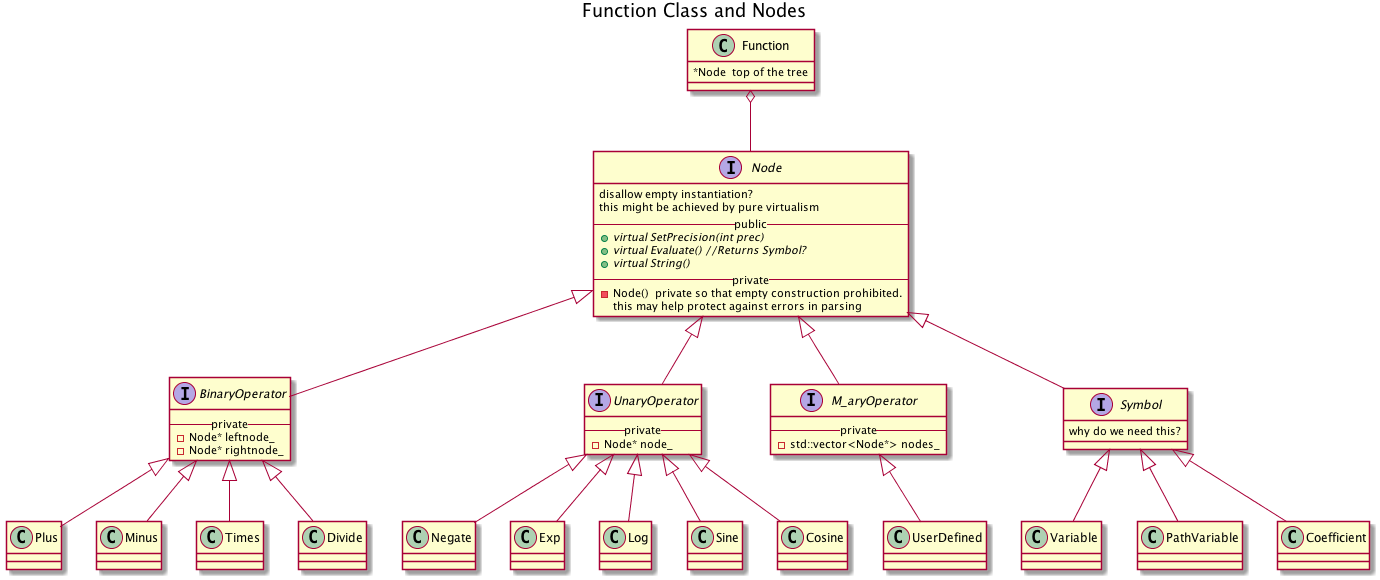 Function Class and Nodes
C Function
*Node  top of the tree
I Node
disallow empty instantiation?
this might be achieved by pure virtualism
public
virtual SetPrecision(int prec)
virtual Evaluate() //Returns Symbol?
virtual String()
private
Node()  private so that empty construction prohibited.
this may help protect against errors in parsing
I BinaryOperator
private
Node* leftnode_
Node* rightnode_
I UnaryOperator
private
Node* node_
I M_aryOperator
private
std::vector<Node*> nodes_
I Symbol
why do we need this?
C Plus
C Minus
C Times
C Divide
C Negate
C Exp
C Log
C Sine
C Cosine
C UserDefined
C Variable
C PathVariable
C Coefficient